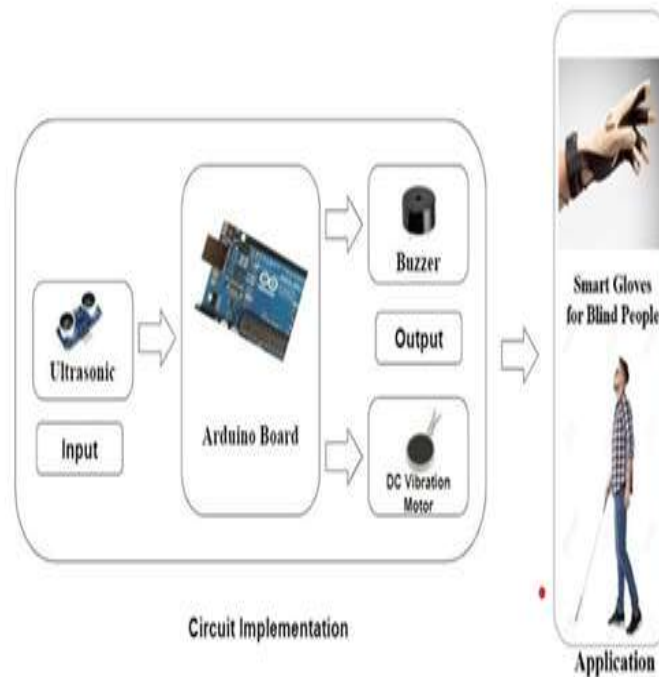 Ultrasonic
Input
Arduino Board
Buzzer
Output
DC Vibration
Motor
Circuit Implementation
Smart Gloves
for Blind People
Application